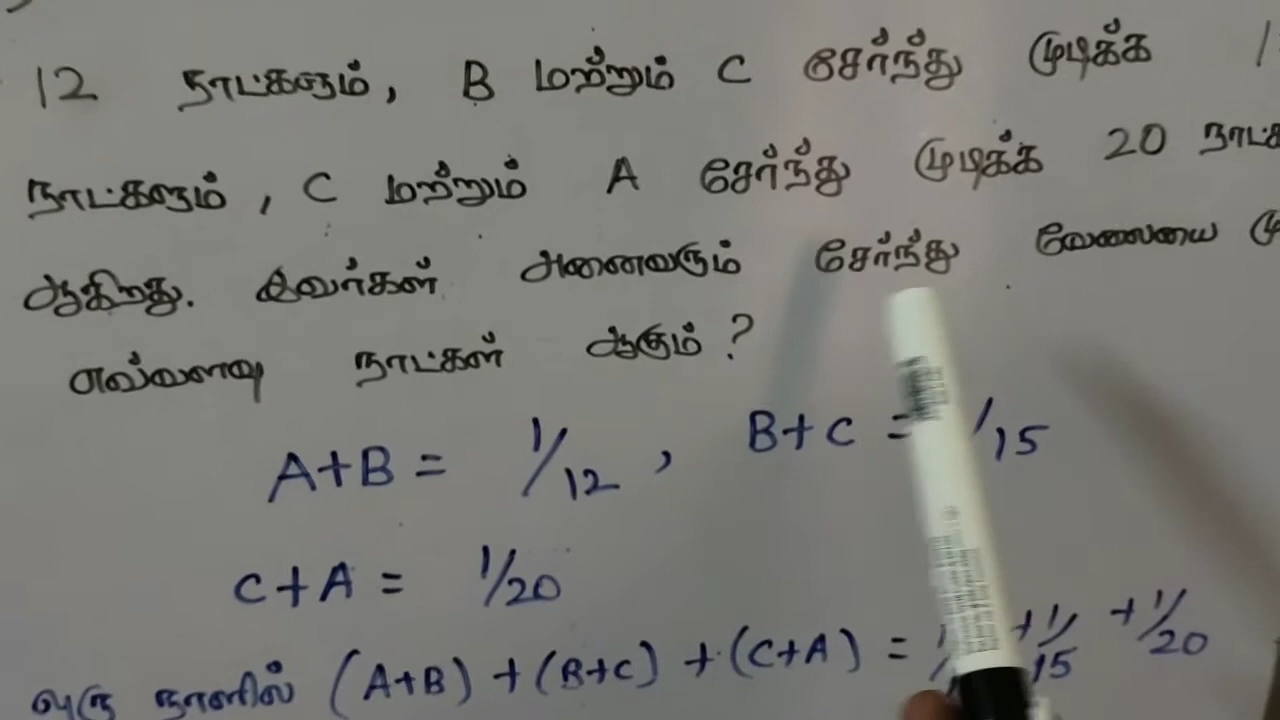 12 நாட்களும், B மற்றும் C சேர்ந்து முடிக்க 1
நாட்களும், C மற்றும் A சேர்ந்து முடிக்க 20 நாட்க
ஆகிறது. இவர்கள் அனைவரும் சேர்ந்து வேலையை மு
எவ்வளவு நாட்கள் ஆகும்?
A+B = 1/12, B+C = 1/15
C+A = 1/20
ஒரு நாளில் (A+B) + (B+C) + (C+A) = + 1/15 + 1/20